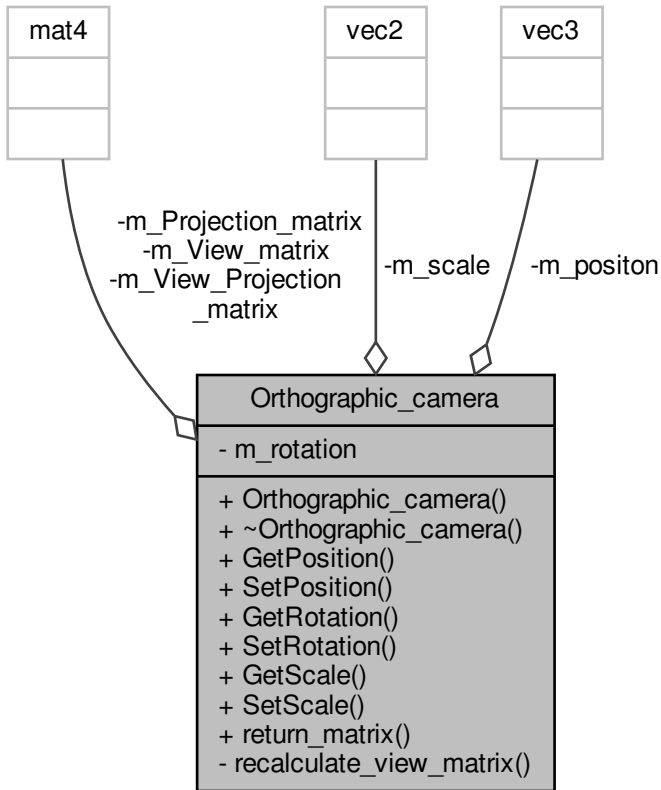 mat4
vec2
vec3
-m_Projection_matrix
-m_View_matrix
-m_View_Projection
_matrix
-m_scale
-m_positon
Orthographic_camera
- m_rotation
+ Orthographic_camera()
+ ~Orthographic_camera()
+ GetPosition()
+ SetPosition()
+ GetRotation()
+ SetRotation()
+ GetScale()
+ SetScale()
+ return_matrix()
- recalculate_view_matrix()